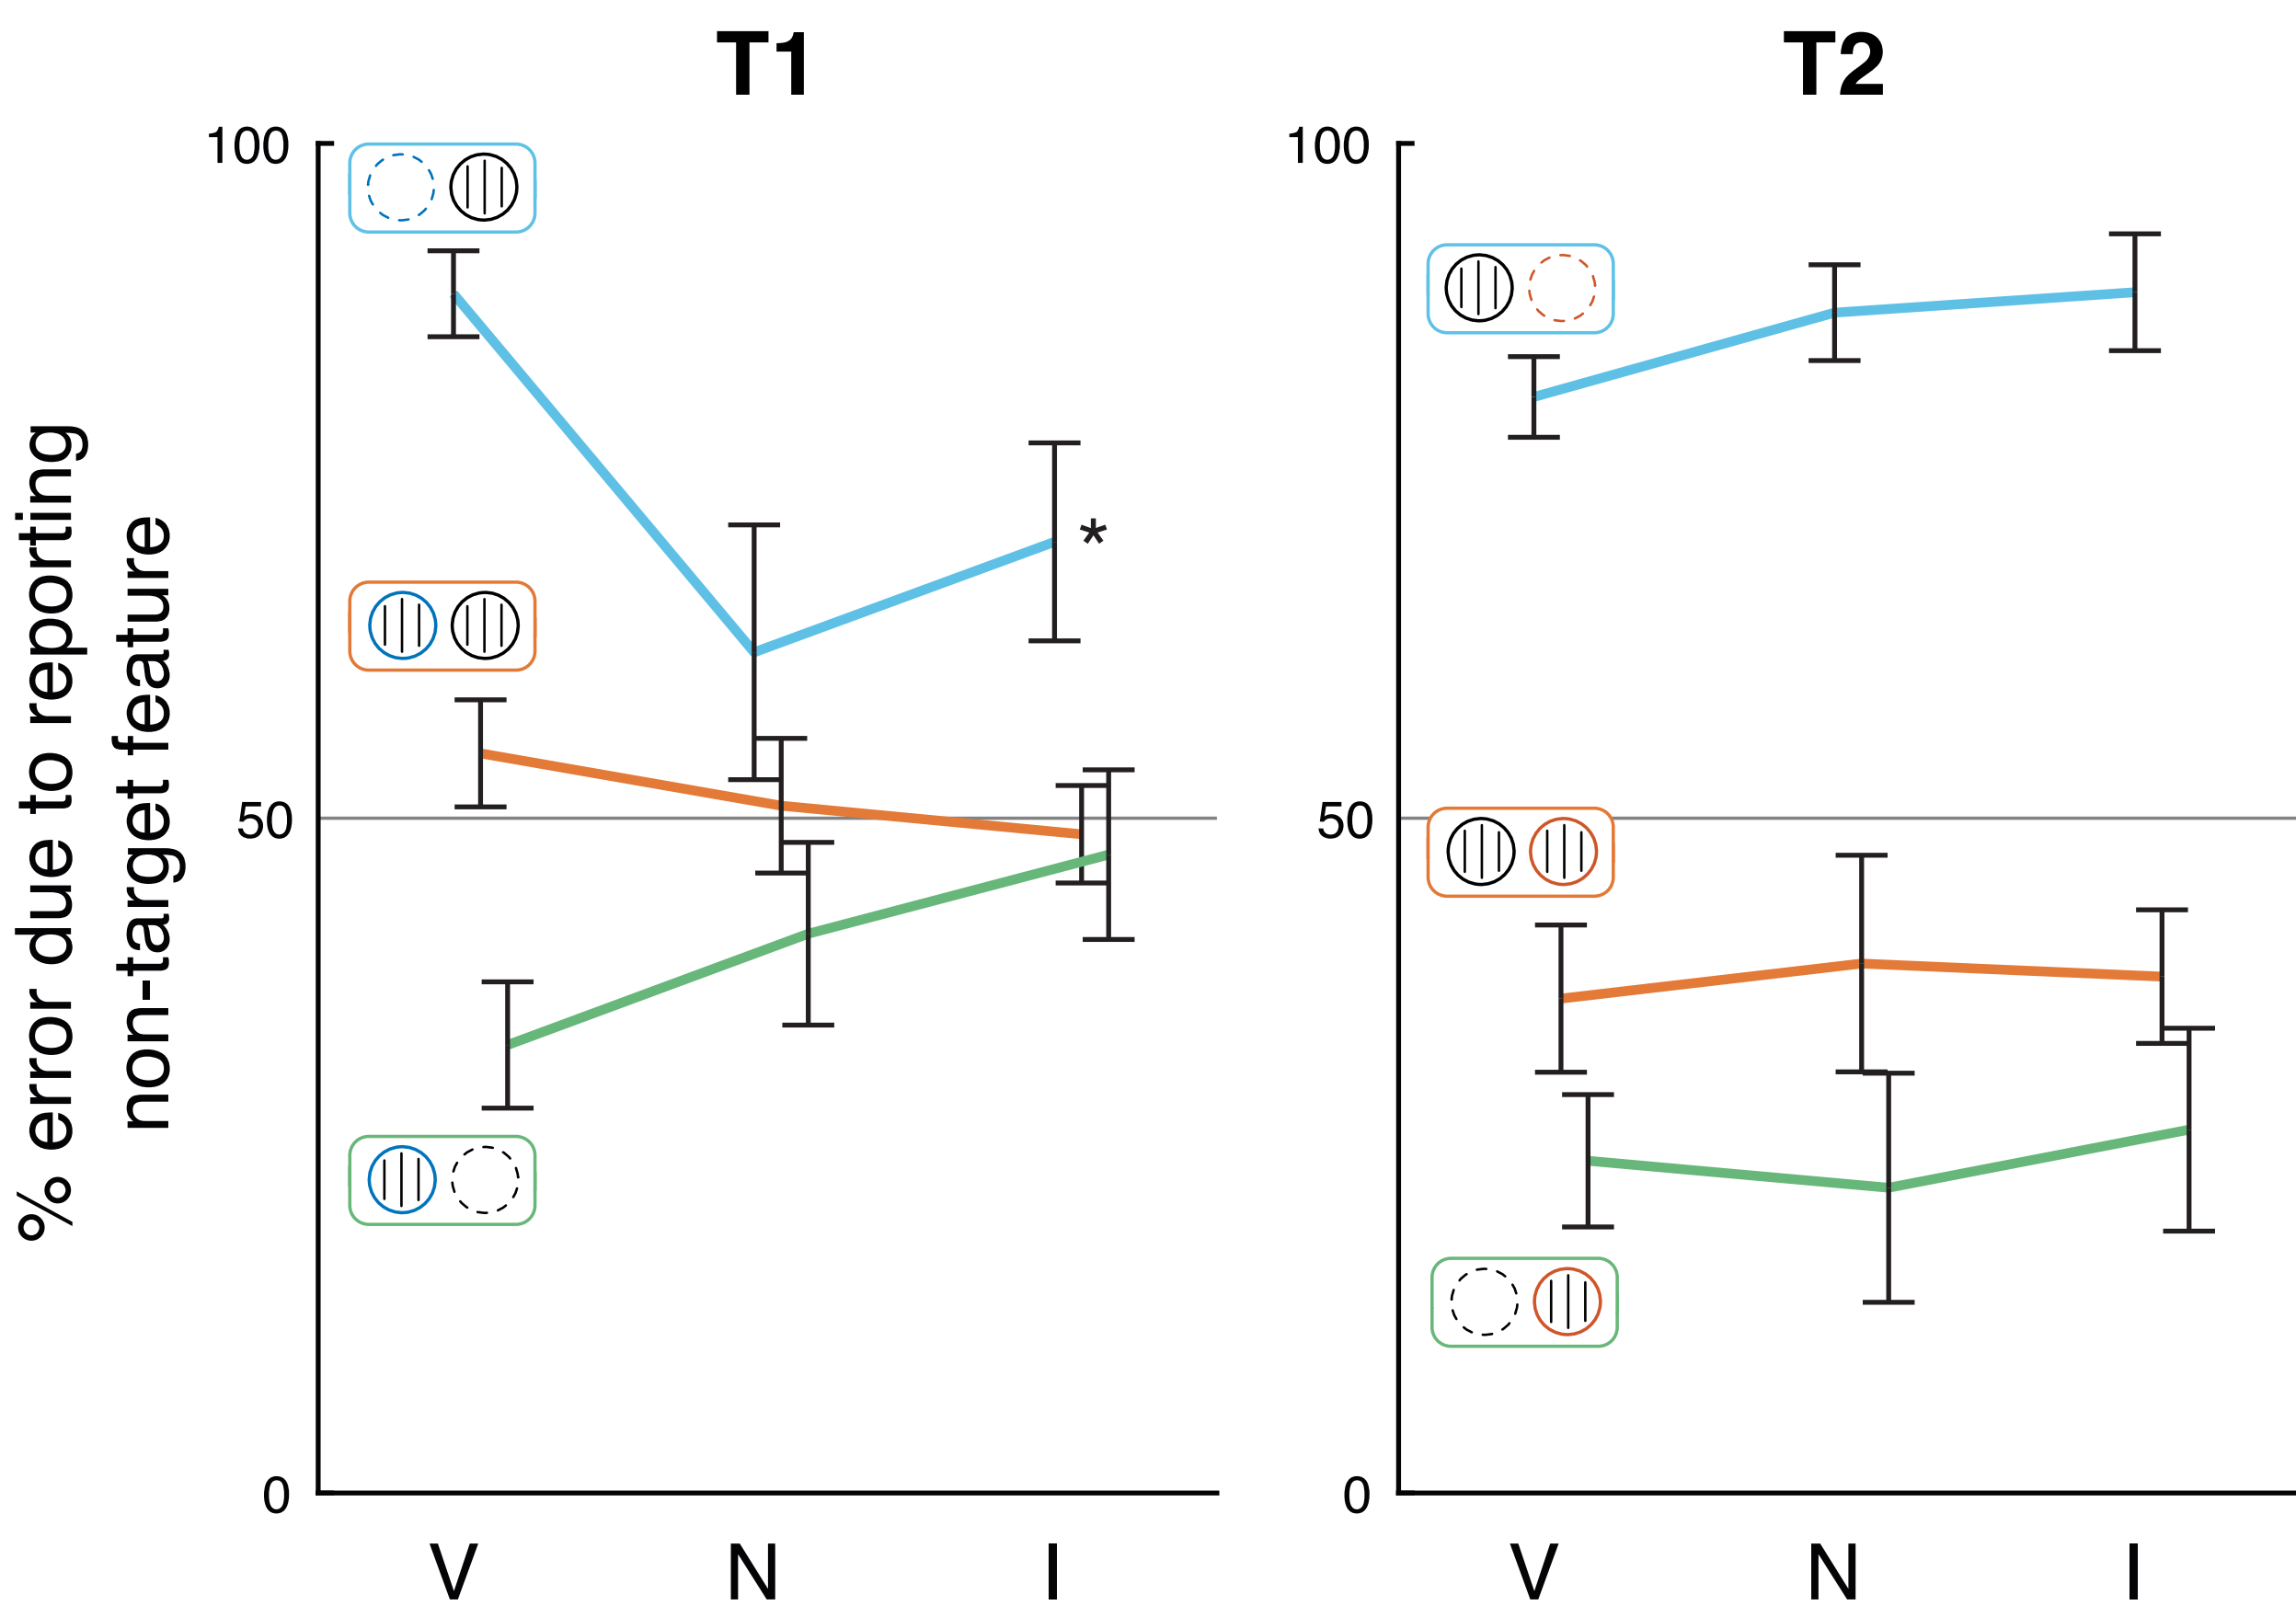 T1
T2
100
100
% error due to reporting
non-target feature
*
50
50
0
0
V
N
I
V
N
I